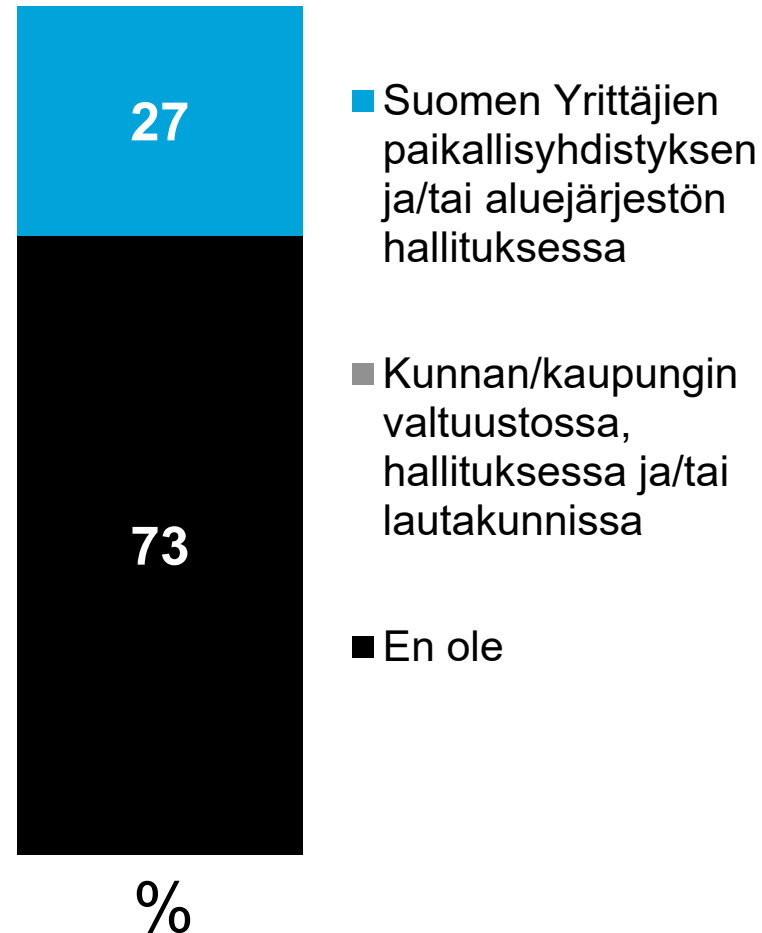 27
73
%
Suomen Yrittäjien
paikallisyhdistyksen
ja/tai aluejärjestön
hallituksessa
Kunnan/kaupungin
valtuustossa,
hallituksessa ja/tai
lautakunnissa
En ole